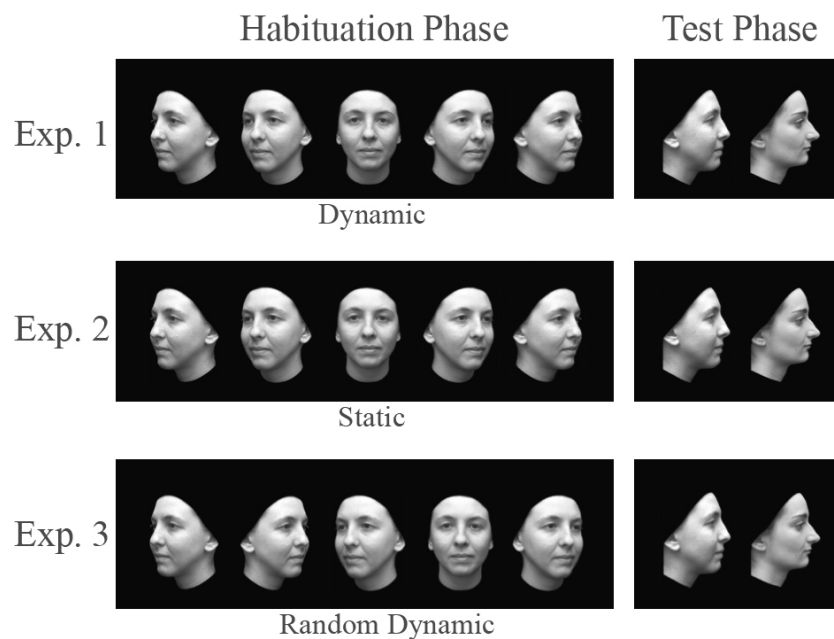 Habituation Phase
Test Phase
Exp. 1
Dynamic
Exp. 2
Static
Exp. 3
Random Dynamic